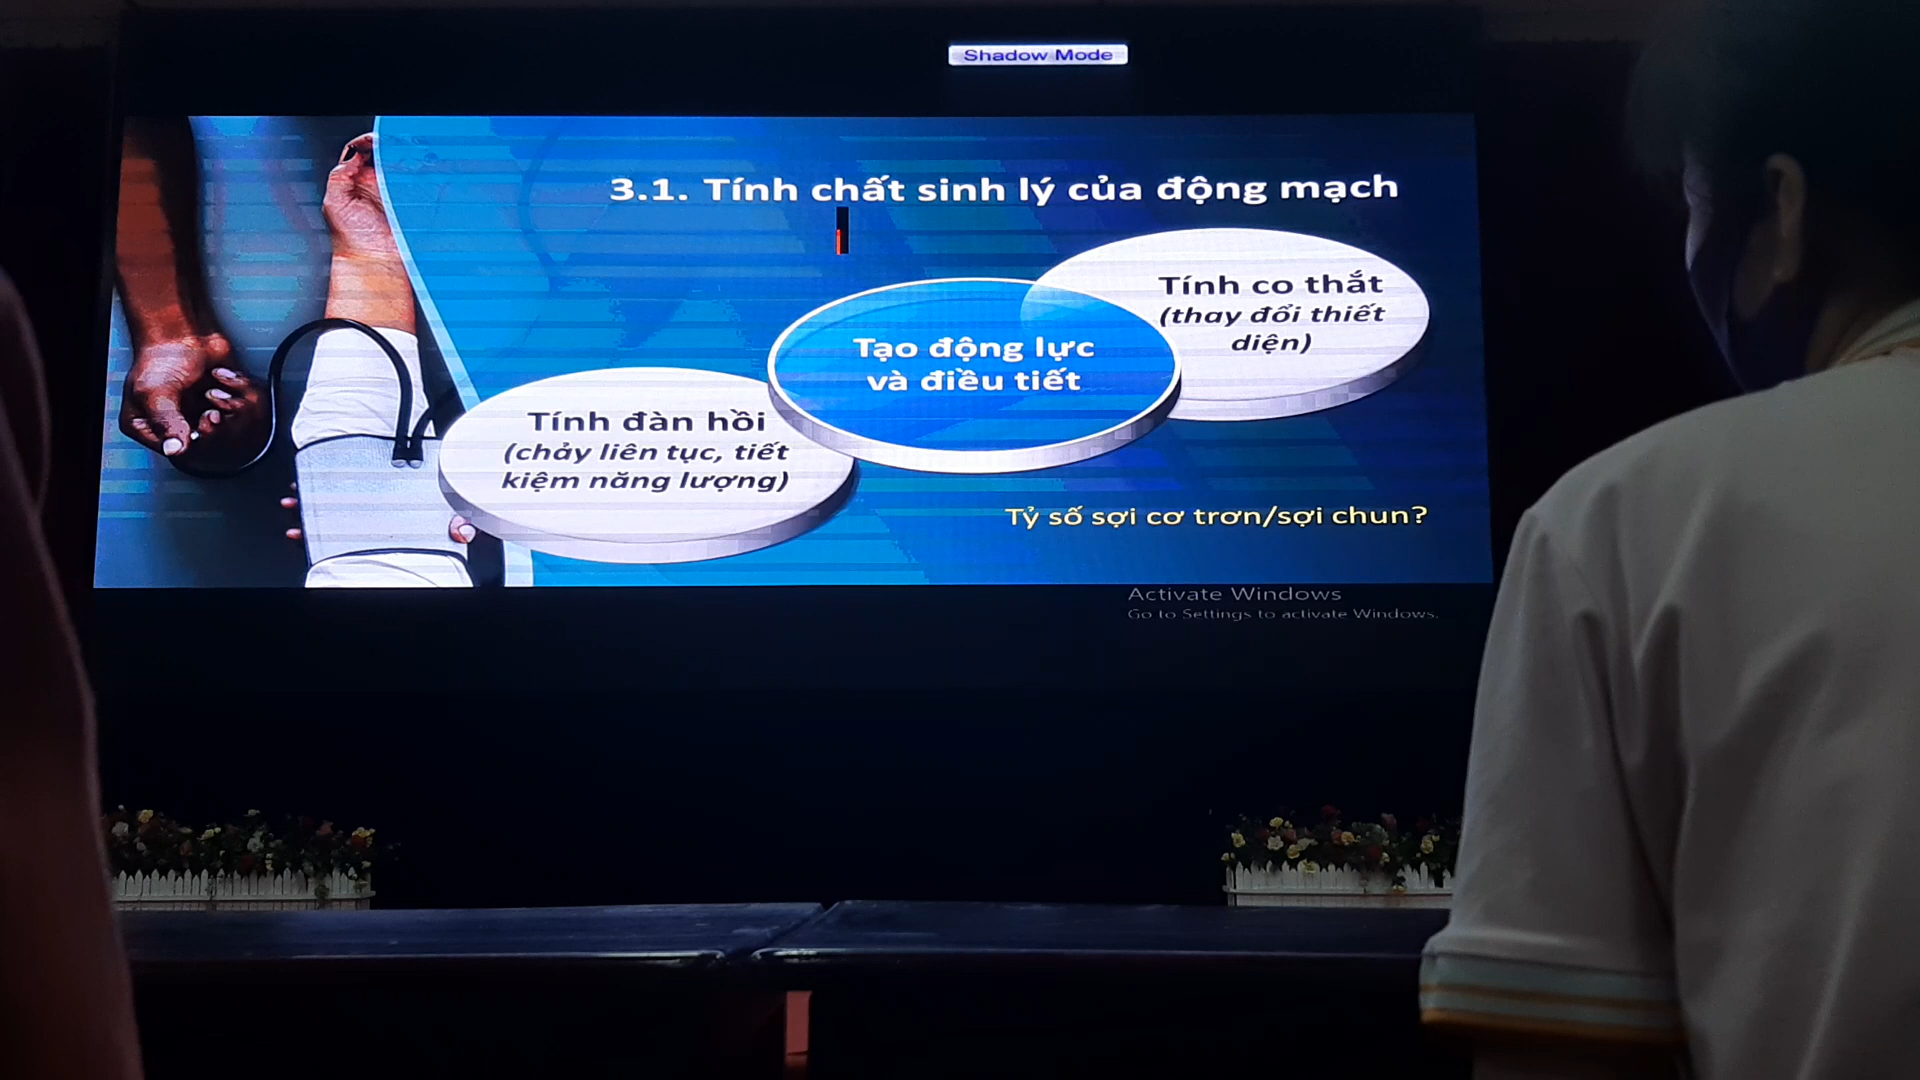 Shadow Mode
3.1. Tính chất sinh lý của động mạch
Tính co thắt
(thay đổi thiết
diện)
Tạo động lực
và điều tiết
Tính đàn hồi
(chảy liên tục, tiết
kiệm năng lượng)
Tỷ số sợi cơ trơn/sợi chun?
Activate Windows
Go to Settings to activate Windows.